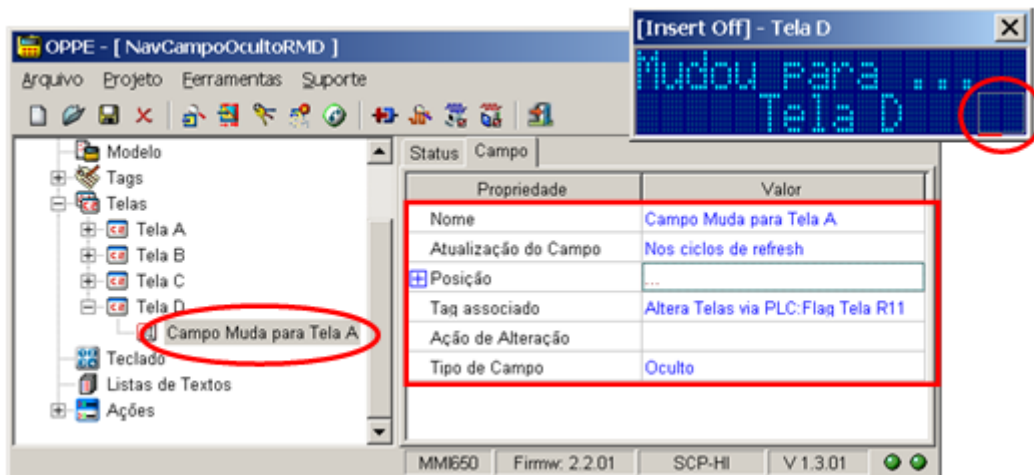 OPPE - [ NavCampoOcultoRMD ]
Arquivo Projeto Ferramentas Suporte
[Insert Off] - Tela D
Mudou para ...
Tela D
Modelo
Tags
Telas
Tela A
Tela B
Tela C
Tela D
Campo Muda para Tela A
Teclado
Listas de Textos
Ações
Status Campo
Propriedade Valor
Nome Campo Muda para Tela A
Atualização do Campo Nos ciclos de refresh
Posição ...
Tag associado Altera Telas via PLC:Flag Tela R11
Ação de Alteração
Tipo de Campo Oculto
MMI650 Firmw: 2.2.01 SCP-HI V 1.3.01